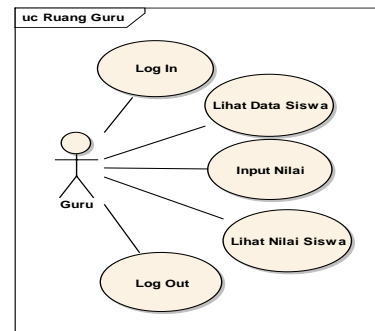 uc Ruang Guru
Log In
Lihat Data Siswa
Input Nilai
Guru
Lihat Nilai Siswa
Log Out